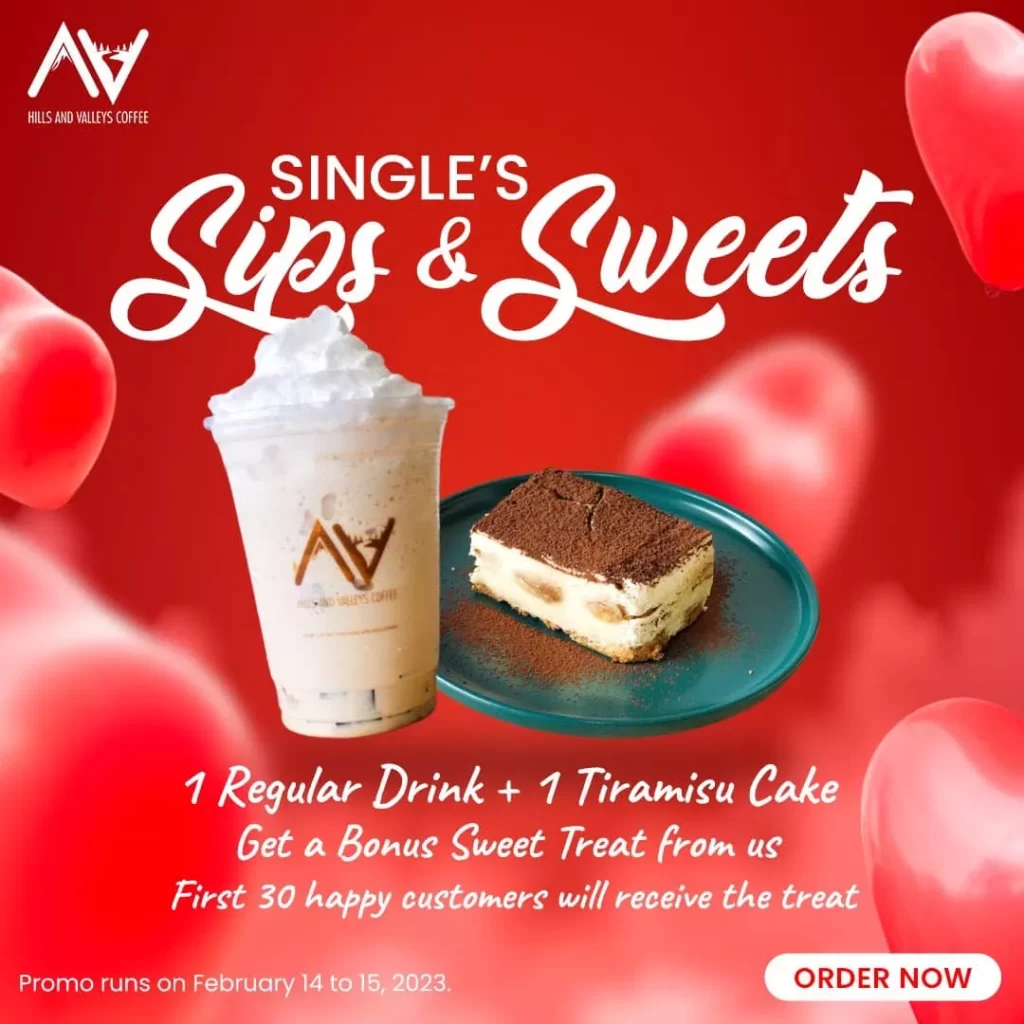 HILLS AND VALLEYS COFFEE
SINGLE'S
Sips & Sweets
HILLS AND VALLEYS COFFEE
1 Regular Drink + 1 Tiramisu Cake
Get a Bonus Sweet Treat from us
First 30 happy customers will receive the treat
Promo runs on February 14 to 15, 2023.
ORDER NOW